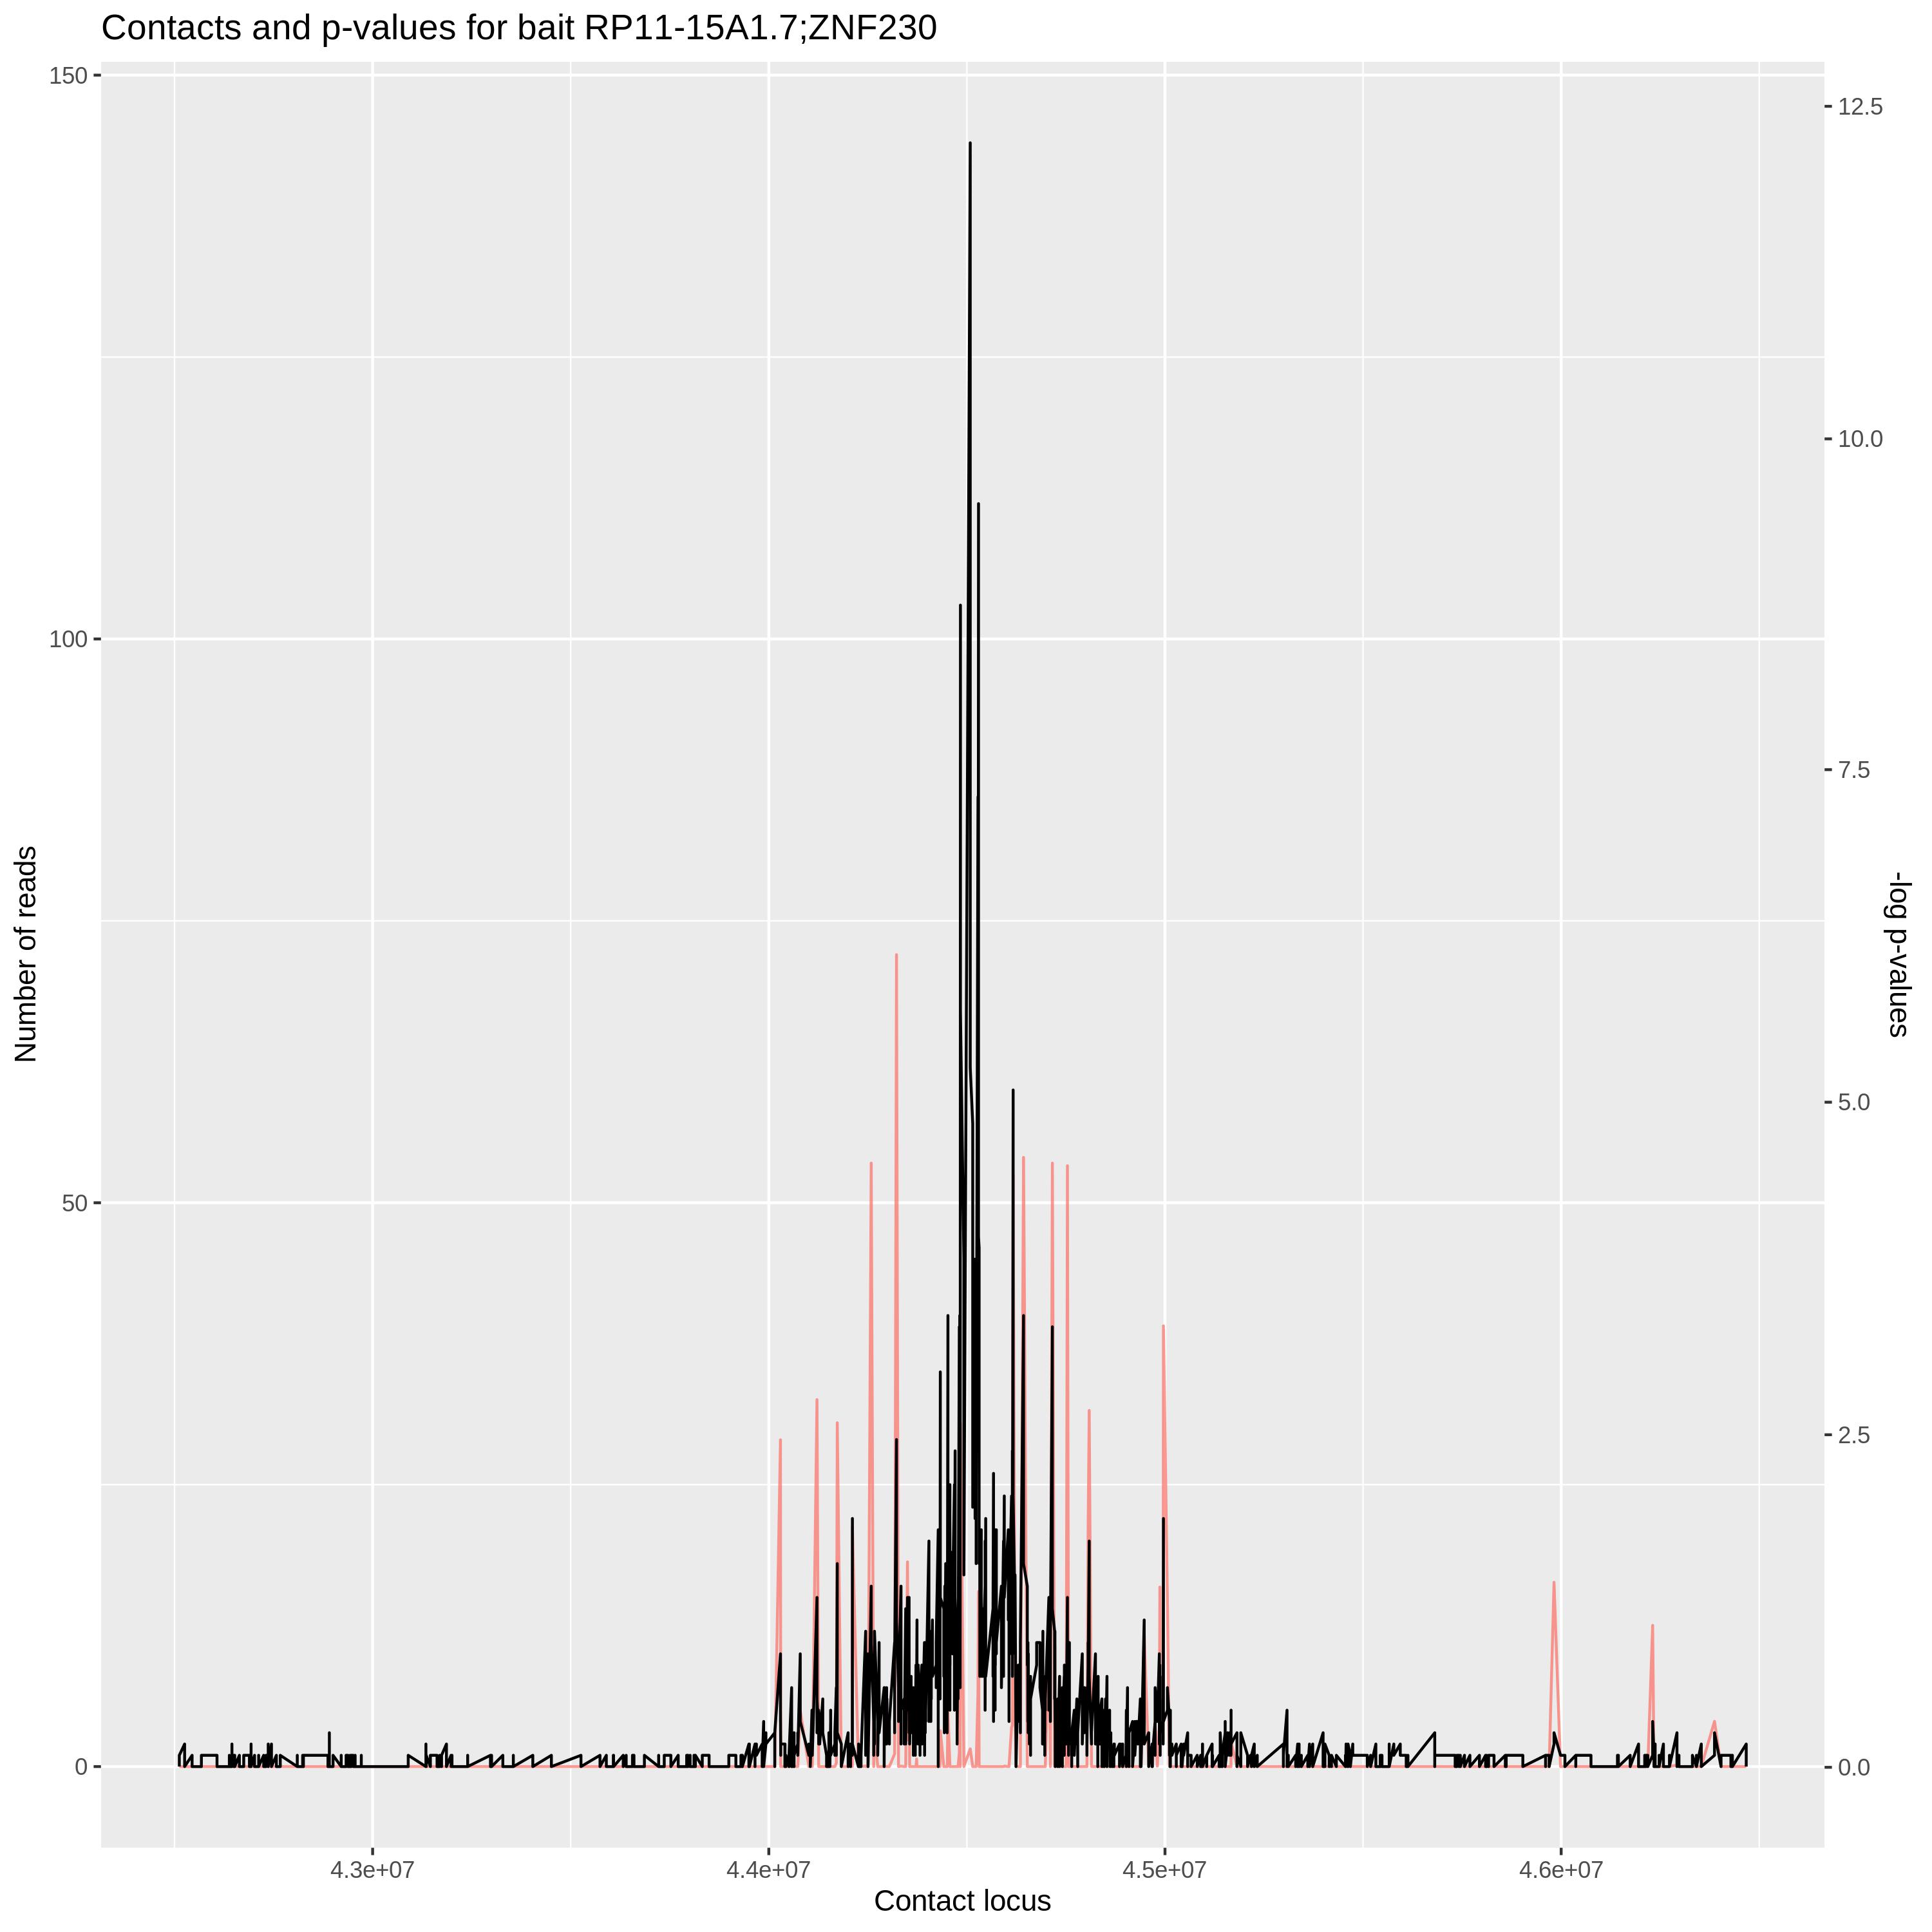 Contacts and p-values for bait RP11-15A1.7;ZNF230
150
100
50
0
Number of reads
12.5
10.0
7.5
5.0
2.5
0.0
-log p-values
4.3e+07
4.4e+07
4.5e+07
4.6e+07
Contact locus